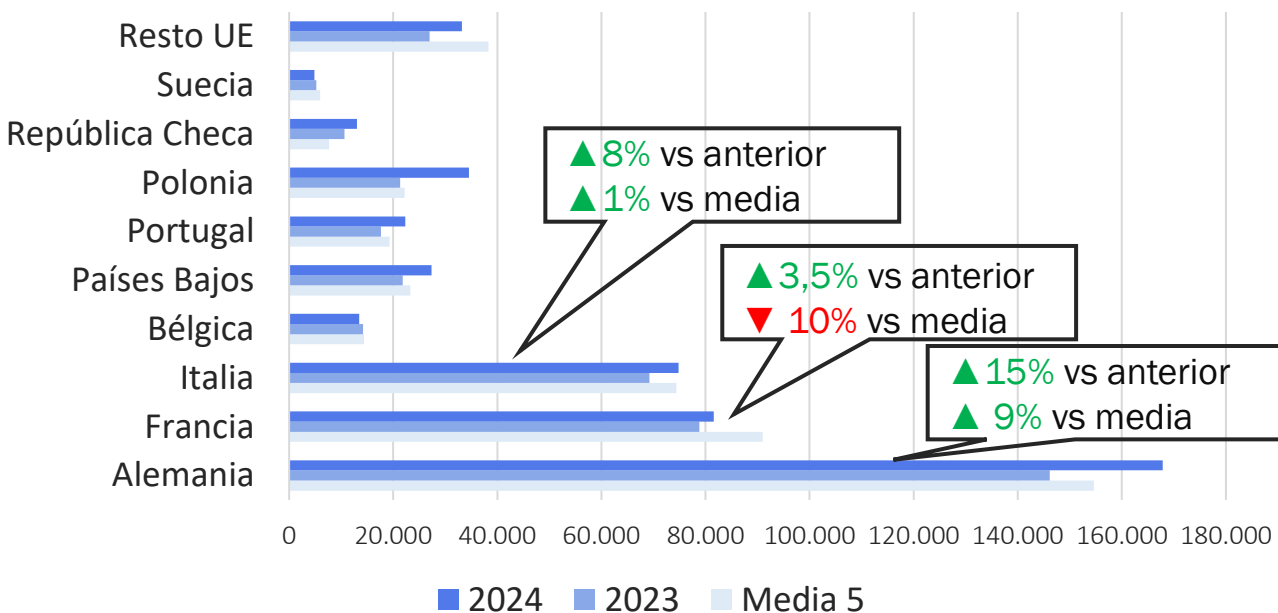 Resto UE
Suecia
República Checa
Polonia
Portugal
Países Bajos
Bélgica
Italia
Francia
Alemania
▲ 8% vs anterior
▲ 1% vs media
▲ 3,5% vs anterior
▼ 10% vs media
▲ 15% vs anterior
▲ 9% vs media
0 20.000 40.000 60.000 80.000 100.000 120.000 140.000 160.000 180.000
2024 2023 Media 5